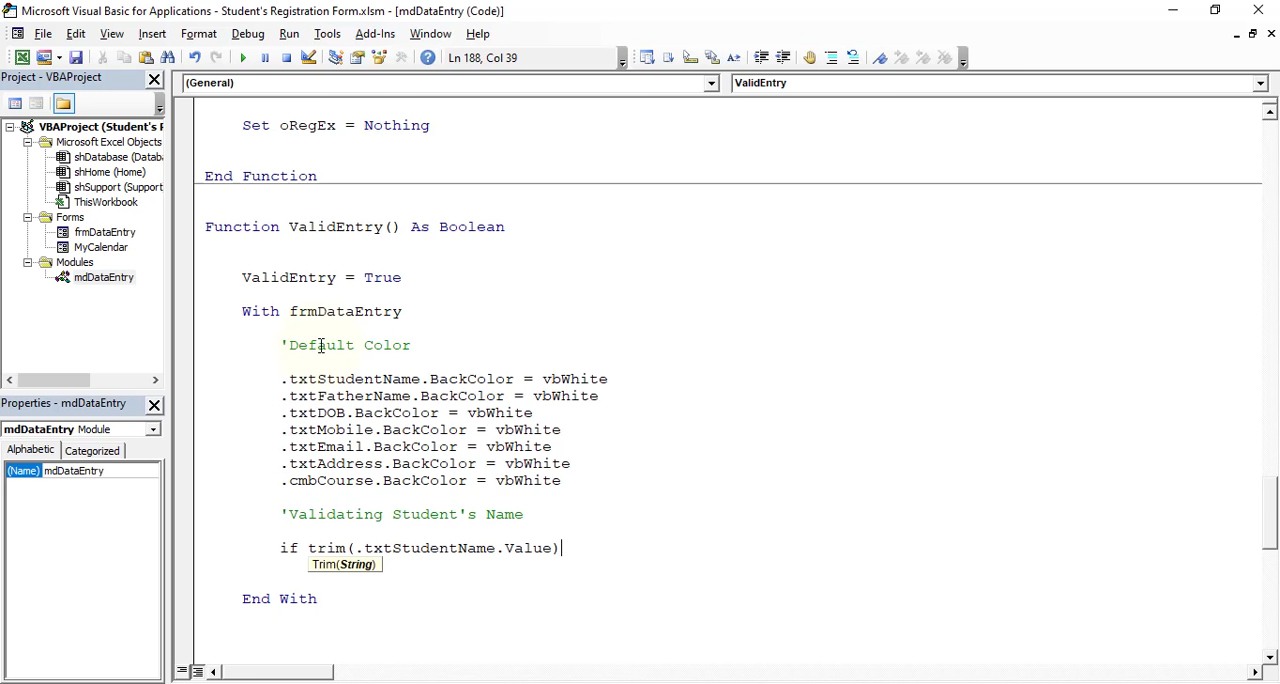 Microsoft Visual Basic for Applications - Student's Registration Form.xlsm - [mdDataEntry (Code)]
File Edit View Insert Format Debug Run Tools Add-Ins Window Help
Ln 188, Col 39
Project - VBAProject
(General)
ValidEntry
VBAProject (Student's F
Microsoft Excel Objects
shDatabase (Databa
shHome (Home)
shSupport (Support
ThisWorkbook
Forms
frmDataEntry
MyCalendar
Modules
mdDataEntry
Properties - mdDataEntry
mdDataEntry Module
Alphabetic Categorized
(Name) mdDataEntry
Set oRegEx = Nothing
End Function
Function ValidEntry() As Boolean
ValidEntry = True
With frmDataEntry
'Default Color
.txtStudentName.BackColor = vbWhite
.txtFatherName.BackColor = vbWhite
.txtDOB.BackColor = vbWhite
.txtMobile.BackColor = vbWhite
.txtEmail.BackColor = vbWhite
.txtAddress.BackColor = vbWhite
.cmbCourse.BackColor = vbWhite
'Validating Student's Name
if trim(.txtStudentName.Value)
Trim(String)
End With